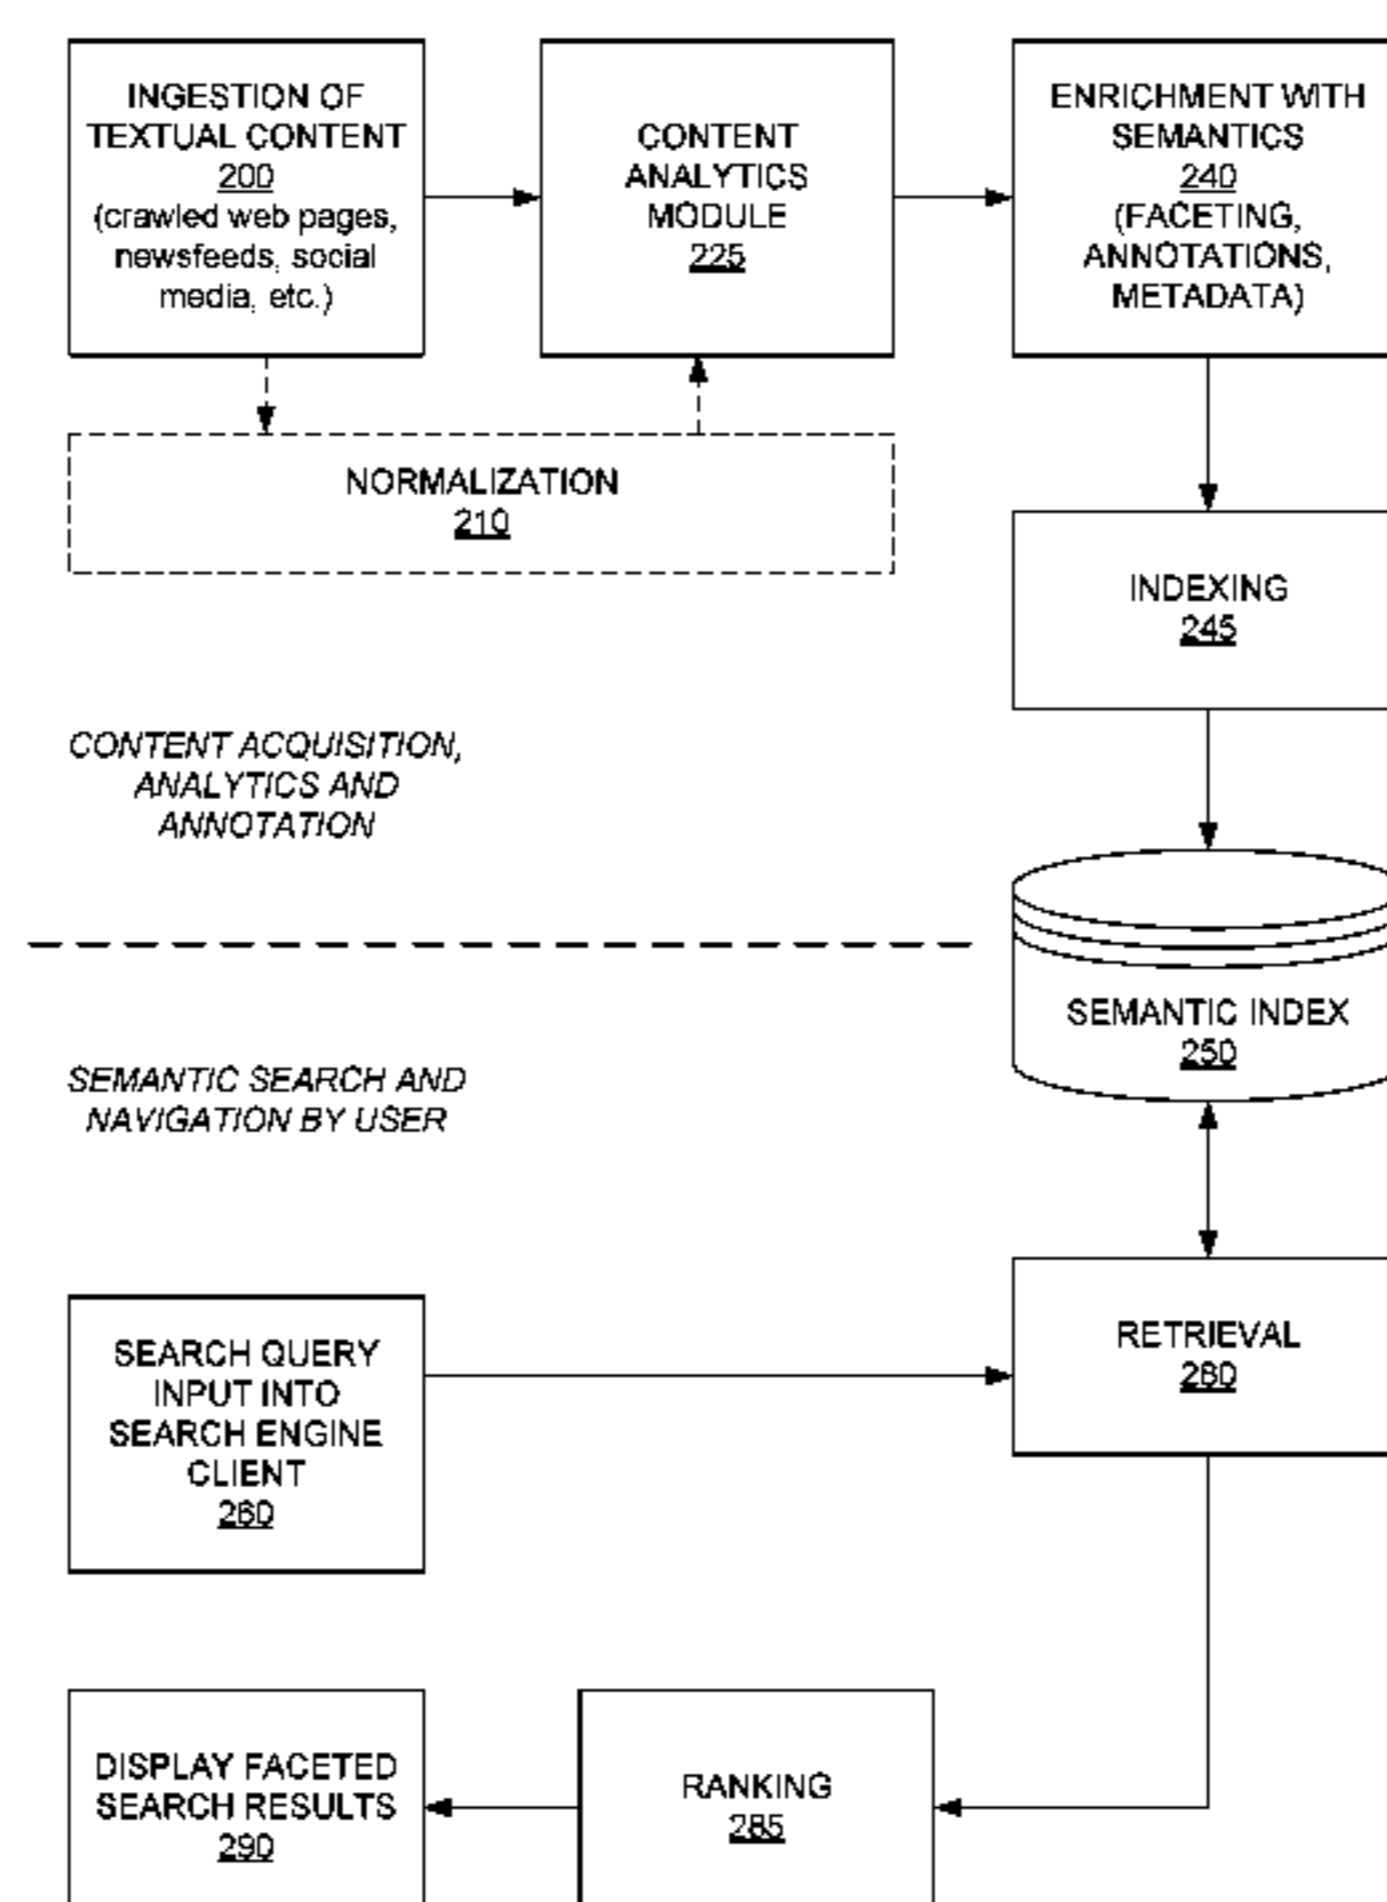 INGESTION OF
TEXTUAL CONTENT
200
(crawled web pages,
newsfeeds, social
media, etc.)
CONTENT
ANALYTICS
MODULE
225
ENRICHMENT WITH
SEMANTICS
240
(FACETING,
ANNOTATIONS,
METADATA)
NORMALIZATION
210
INDEXING
245
CONTENT ACQUISITION,
ANALYTICS AND
ANNOTATION
SEMANTIC INDEX
250
SEMANTIC SEARCH AND
NAVIGATION BY USER
SEARCH QUERY
INPUT INTO
SEARCH ENGINE
CLIENT
260
RETRIEVAL
280
DISPLAY FACETED
SEARCH RESULTS
290
RANKING
285